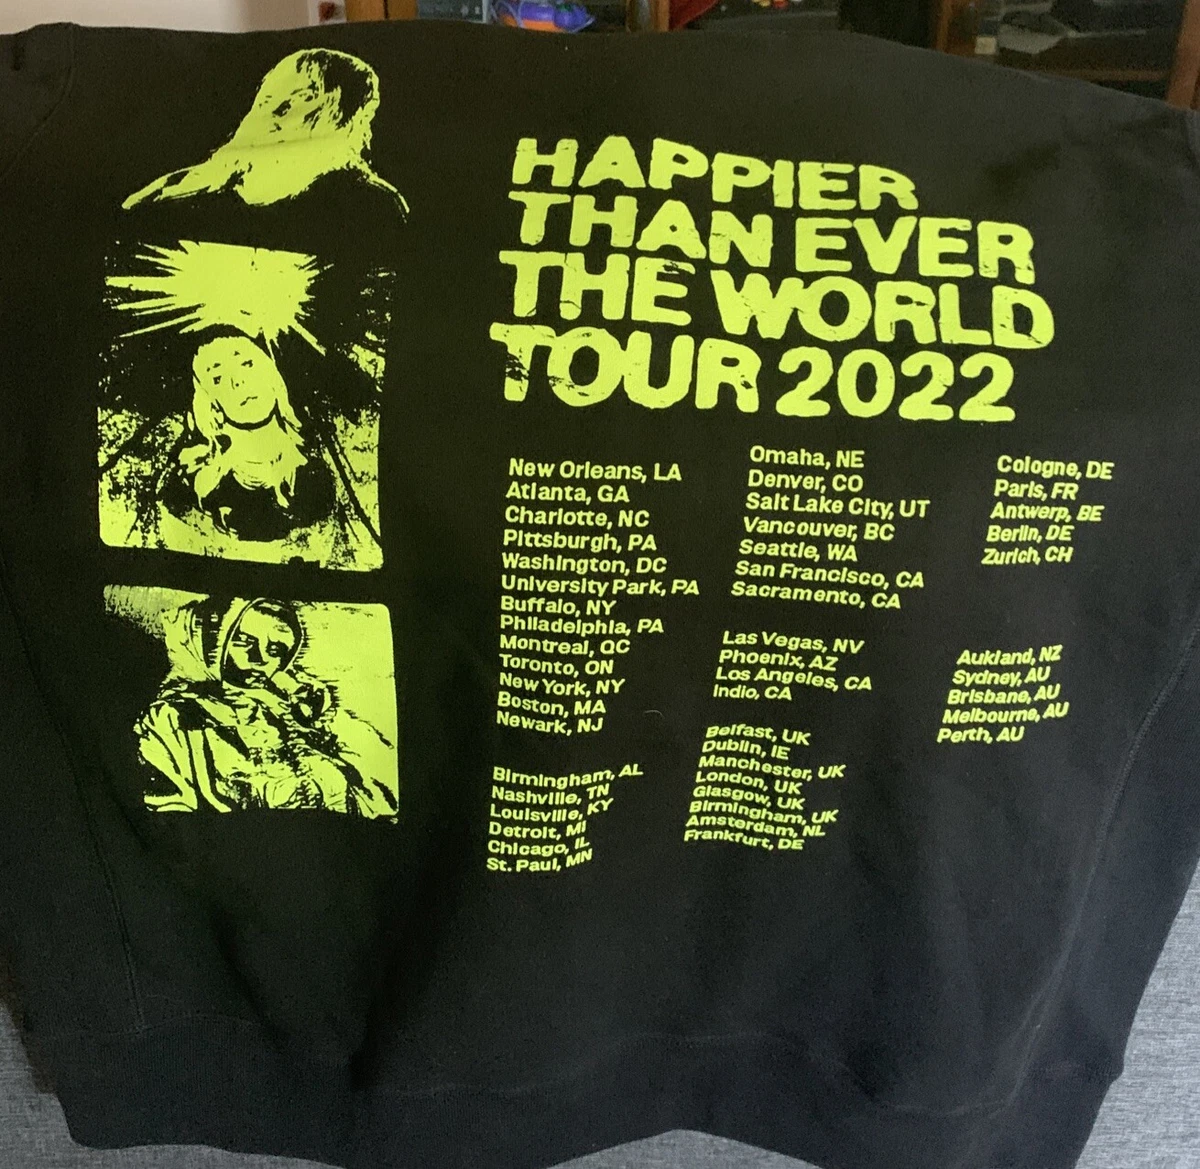 HAPPIER
THAN EVER
THE WORLD
TOUR 2022
New Orleans, LA
Atlanta, GA
Charlotte, NC
Pittsburgh, PA
Washington, DC
University Park, PA
Buffalo, NY
Philadelphia, PA
Montreal, QC
Toronto, ON
New York, NY
Boston, MA
Newark, NJ
Birmingham, AL
Nashville, TN
Louisville, KY
Detroit, MI
Chicago, IL
St. Paul, MN
Omaha, NE
Denver, CO
Salt Lake City, UT
Vancouver, BC
Seattle, WA
San Francisco, CA
Sacramento, CA
Las Vegas, NV
Phoenix, AZ
Los Angeles, CA
Indio, CA
Belfast, UK
Dublin, IE
Manchester, UK
London, UK
Glasgow, UK
Birmingham, UK
Amsterdam, NL
Frankfurt, DE
Cologne, DE
Paris, FR
Antwerp, BE
Berlin, DE
Zurich, CH
Aukland, NZ
Sydney, AU
Brisbane, AU
Melbourne, AU
Perth, AU